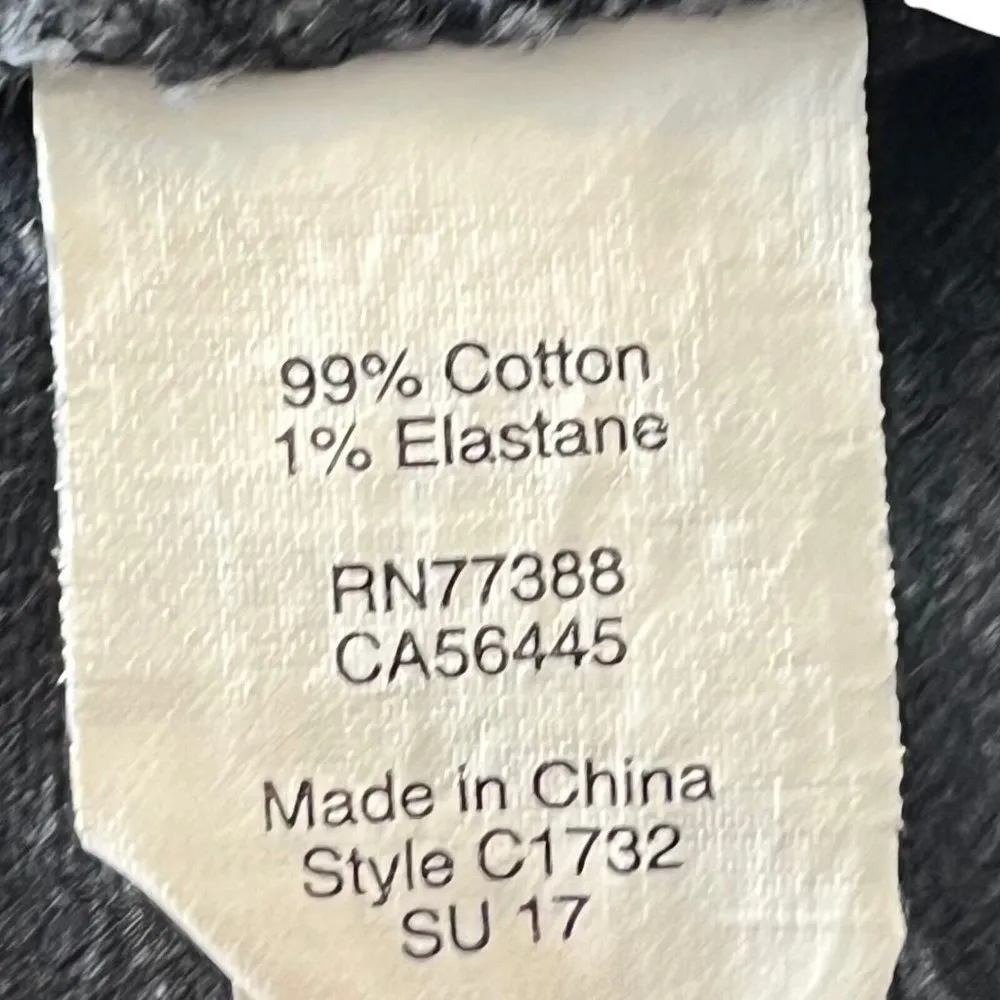 99% Cotton
1% Elastane
RN77388
CA56445
Made in China
Style C1732
SU 17